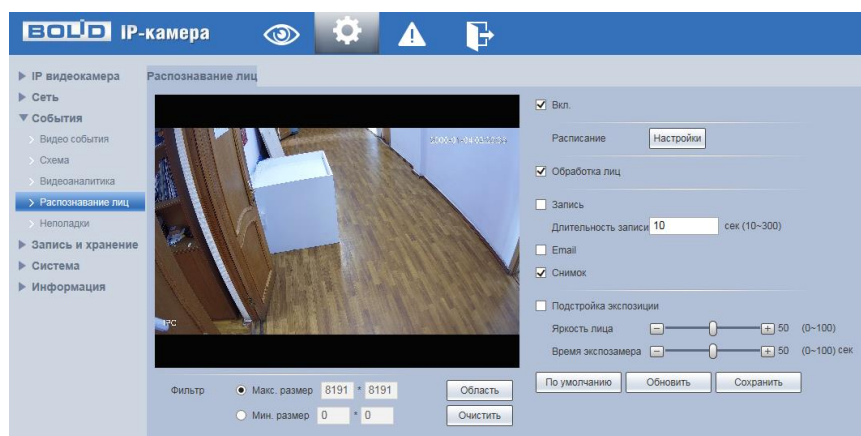 BOLID IP-камера
IP видеокамера
Сеть
События
Видео события
Схема
Видеоаналитика
Распознавание лиц
Неполадки
Запись и хранение
Система
Информация
Распознавание лиц
IPC
Фильтр
Макс. размер 8191 * 8191 Область
Мин. размер 0 * 0 Очистить
Вкл.
Расписание Настройки
Обработка лиц
Запись
Длительность записи 10 сек (10~300)
Email
Снимок
Подстройка экспозиции
Яркость лица - + 50 (0~100)
Время экспозамера - + 50 (0~100) сек
По умолчанию Обновить Сохранить